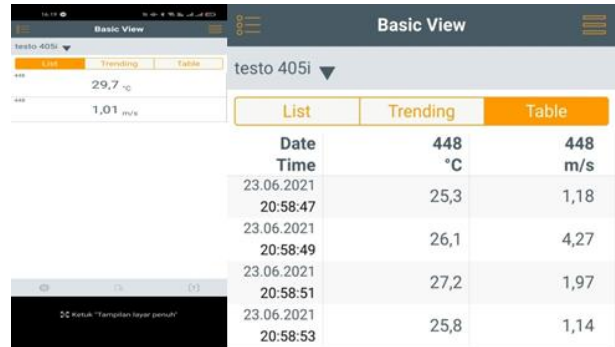 16.19
Basic View
testo 405i
List Trending Table
448
29,7 °C
448
1,01 m/s
Ketuk "Tampilan layar penuh"
Basic View
testo 405i
List Trending Table
Date 448 448
Time °C m/s
23.06.2021
20:58:47 25,3 1,18
23.06.2021
20:58:49 26,1 4,27
23.06.2021
20:58:51 27,2 1,97
23.06.2021
20:58:53 25,8 1,14